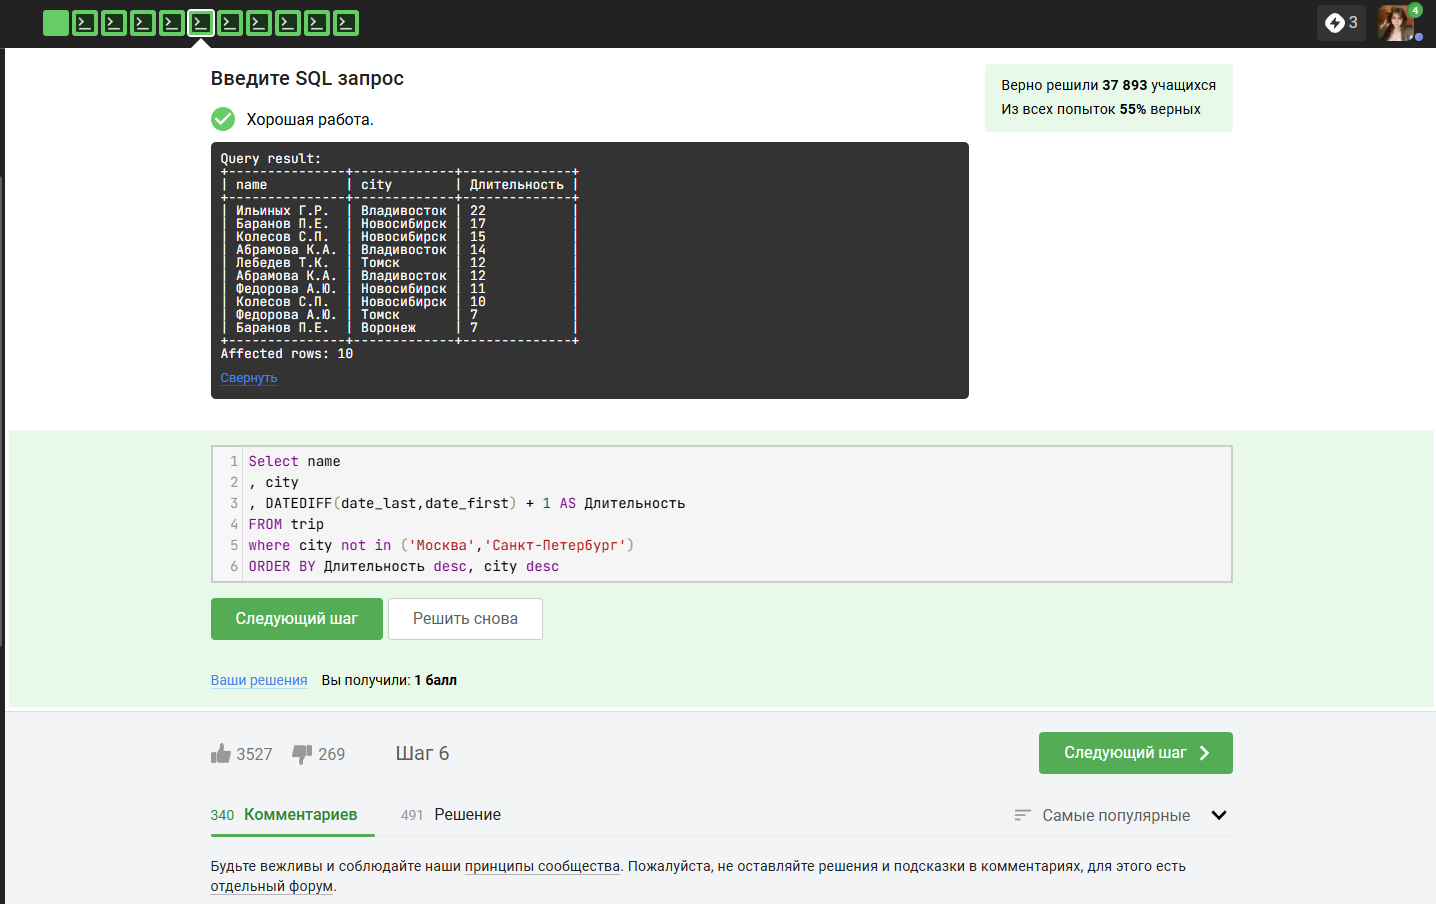 3
4
Введите SQL запрос
Верно решили 37 893 учащихся
Из всех попыток 55% верных
Хорошая работа.
Query result:
+---------------+-------------+--------------+
| name          | city        | Длительность |
+---------------+-------------+--------------+
| Ильиных Г.Р.  | Владивосток | 22           |
| Баранов П.Е.  | Новосибирск | 17           |
| Колесов С.П.  | Новосибирск | 15           |
| Абрамова К.А. | Владивосток | 14           |
| Лебедев Т.К.  | Томск       | 12           |
| Абрамова К.А. | Владивосток | 12           |
| Федорова А.Ю. | Новосибирск | 11           |
| Колесов С.П.  | Новосибирск | 10           |
| Федорова А.Ю. | Томск       | 7            |
| Баранов П.Е.  | Воронеж     | 7            |
+---------------+-------------+--------------+
Affected rows: 10
Свернуть
1 Select name
2 , city
3 , DATEDIFF(date_last,date_first) + 1 AS Длительность
4 FROM trip
5 where city not in ('Москва','Санкт-Петербург')
6 ORDER BY Длительность desc, city desc
Следующий шаг
Решить снова
Ваши решения Вы получили: 1 балл
3527 269 Шаг 6
Следующий шаг
340 Комментариев 491 Решение
Самые популярные
Будьте вежливы и соблюдайте наши принципы сообщества. Пожалуйста, не оставляйте решения и подсказки в комментариях, для этого есть
отдельный форум.